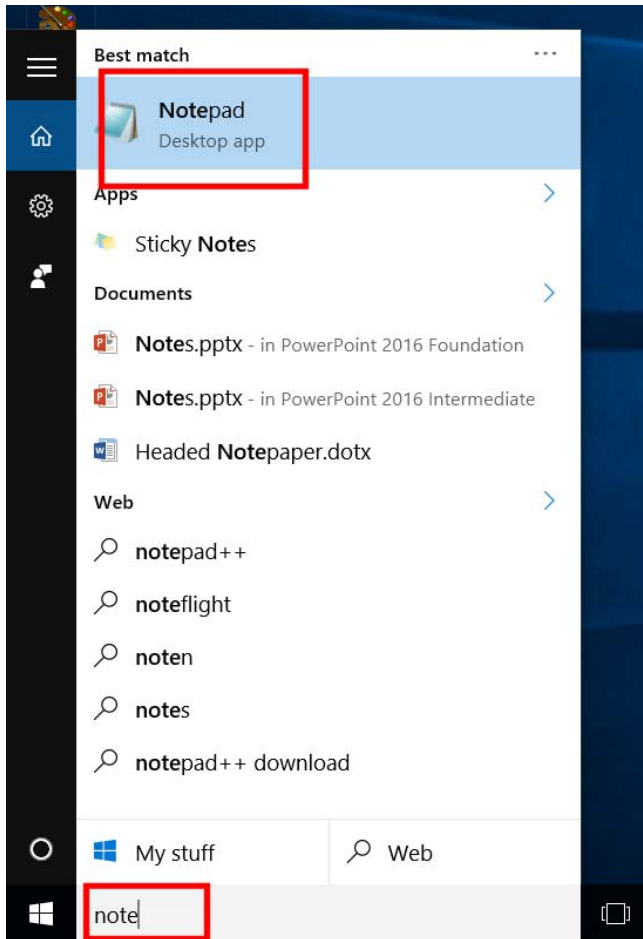 Best match
Notepad
Desktop app
Apps
Sticky Notes
Documents
Notes.pptx - in PowerPoint 2016 Foundation
Notes.pptx - in PowerPoint 2016 Intermediate
Headed Notepaper.dotx
Web
notepad++
noteflight
noten
notes
notepad++ download
My stuff Web
note